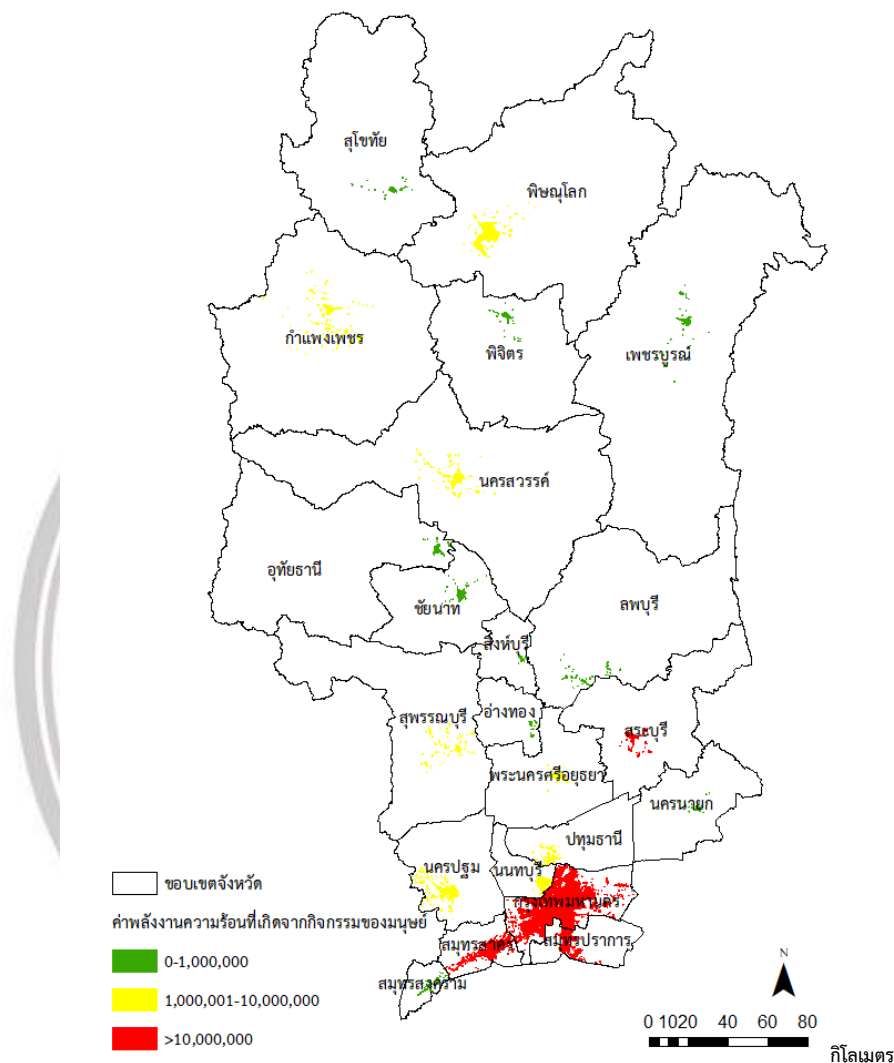 สุโขทัย
พิษณุโลก
กำแพงเพชร
พิจิตร
เพชรบูรณ์
นครสวรรค์
อุทัยธานี
ชัยนาท
ลพบุรี
สิงห์บุรี
สุพรรณบุรี
อ่างทอง
สระบุรี
พระนครศรีอยุธยา
นครนายก
ปทุมธานี
นครปฐม
นนทบุรี
กรุงเทพมหานคร
สมุทรสาคร
สมุทรปราการ
สมุทรสงคราม
ขอบเขตจังหวัด
ค่าพลังงานความร้อนที่เกิดจากกิจกรรมของมนุษย์
0-1,000,000
1,000,001-10,000,000
>10,000,000
N
0 10 20 40 60 80
กิโลเมตร